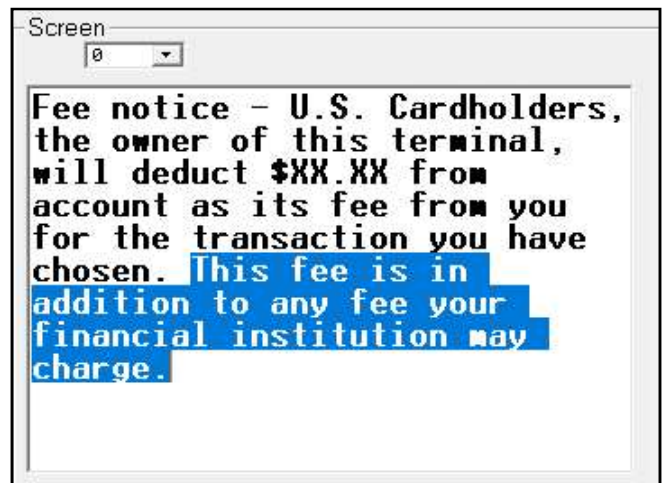 Screen
0
Fee notice - U.S. Cardholders,
the owner of this terminal,
will deduct $XX.XX from
account as its fee from you
for the transaction you have
chosen. This fee is in
addition to any fee your
financial institution may
charge.